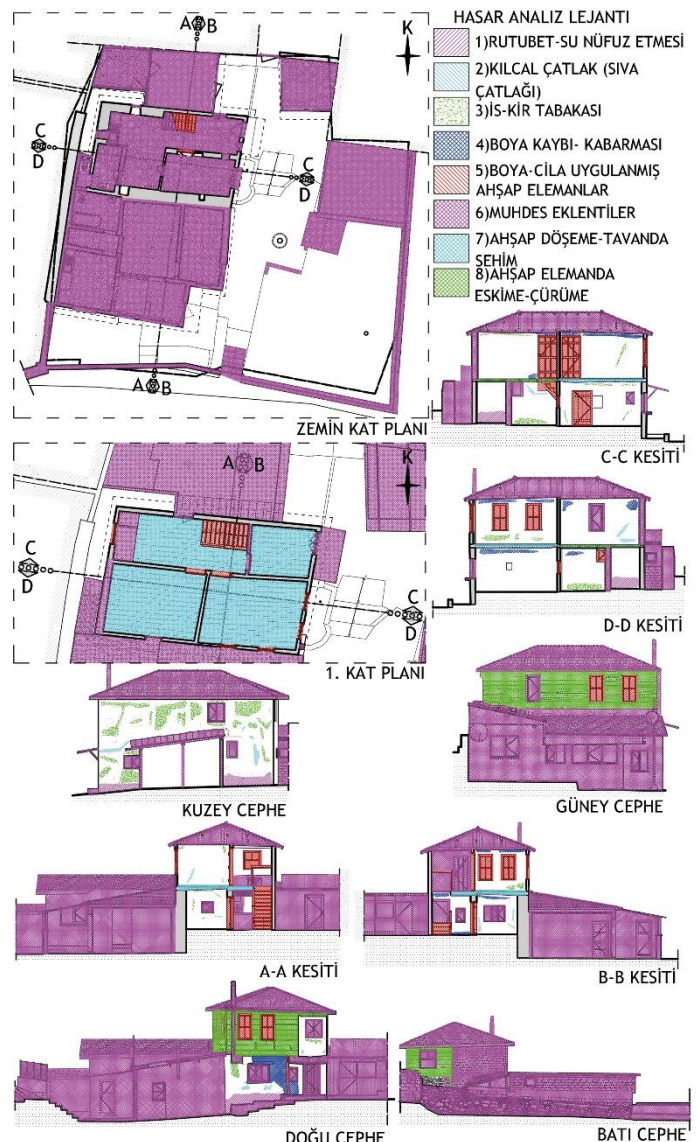 A B
K
C
D
C
D
A B
ZEMİN KAT PLANI
HASAR ANALIZ LEJANTI
1)RUTUBET-SU NÜFUZ ETMESİ
2)KILCAL ÇATLAK (SIVA
ÇATLAĞI)
3)İS-KİR TABAKASI
4)BOYA KAYBI- KABARMASI
5)BOYA-CİLA UYGULANMIŞ
AHŞAP ELEMANLAR
6)MUHDES EKLENTİLER
7)AHŞAP DÖŞEME-TAVANDA
SEHİM
8)AHŞAP ELEMANDA
ESKİME-ÇÜRÜME
C-C KESİTİ
A B
K
C
D
C
D
1. KAT PLANI
D-D KESİTİ
KUZEY CEPHE
GÜNEY CEPHE
A-A KESİTİ
B-B KESİTİ
DOĞU CEPHE
BATI CEPHE